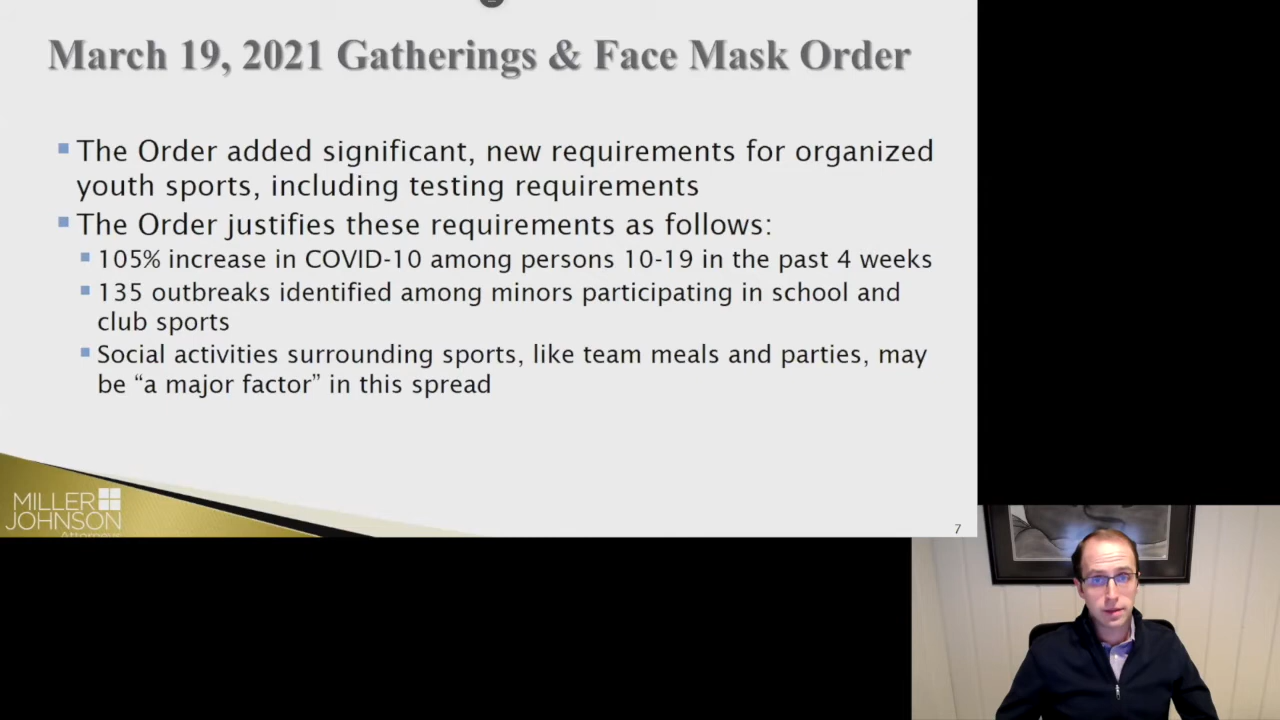 March 19, 2021 Gatherings & Face Mask Order
The Order added significant, new requirements for organized
youth sports, including testing requirements
The Order justifies these requirements as follows:
105% increase in COVID-10 among persons 10-19 in the past 4 weeks
135 outbreaks identified among minors participating in school and
club sports
Social activities surrounding sports, like team meals and parties, may
be “a major factor” in this spread
MILLER
JOHNSON
Attorneys
7